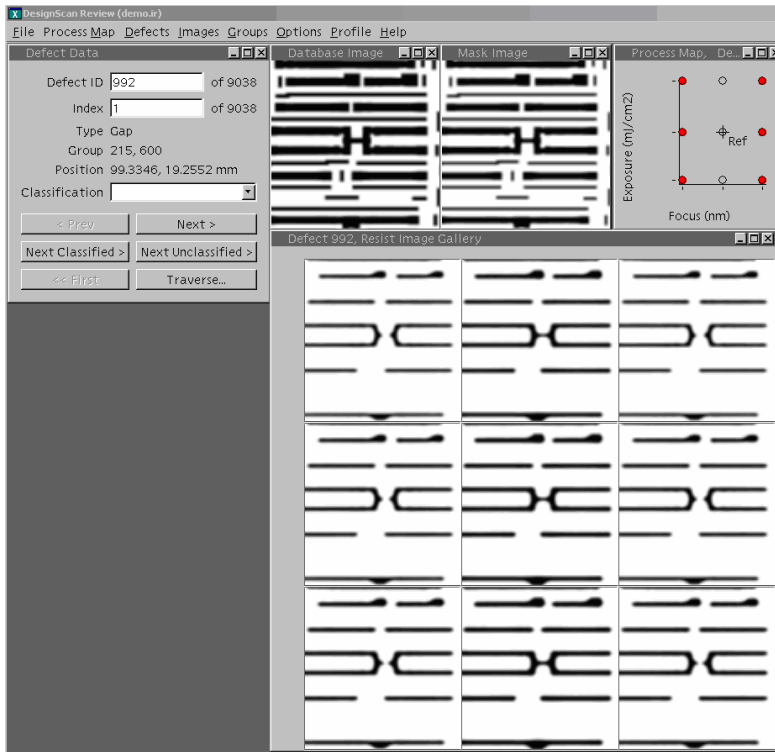 DesignScan Review (demo.ir)
File Process Map Defects Images Groups Options Profile Help
Defect Data
Defect ID 992 of 9038
Index 1 of 9038
Type Gap
Group 215, 600
Position 99.3346, 19.2552 mm
Classification
< Prev Next >
Next Classified > Next Unclassified >
<< First Traverse...
Database Image
Mask Image
Process Map, De...
Exposure (mJ/cm2)
Ref
Focus (nm)
Defect 992, Resist Image Gallery